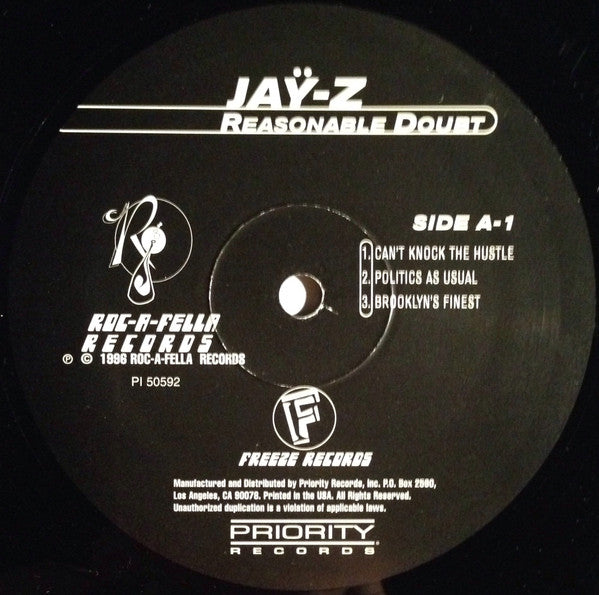 JAŸ-Z
REASONABLE DOUBT
SIDE A-1
1. CAN'T KNOCK THE HUSTLE
2. POLITICS AS USUAL
3. BROOKLYN'S FINEST
R
ROC-A-FELLA
RECORDS
℗ © 1996 ROC-A-FELLA RECORDS
PI 50592
F
FREEZE RECORDS
Manufactured and Distributed by Priority Records, Inc. P.O. Box 2590,
Los Angeles, CA 90078. Printed in the USA. All Rights Reserved.
Unauthorized duplication is a violation of applicable laws.
PRIORITY
RECORDS